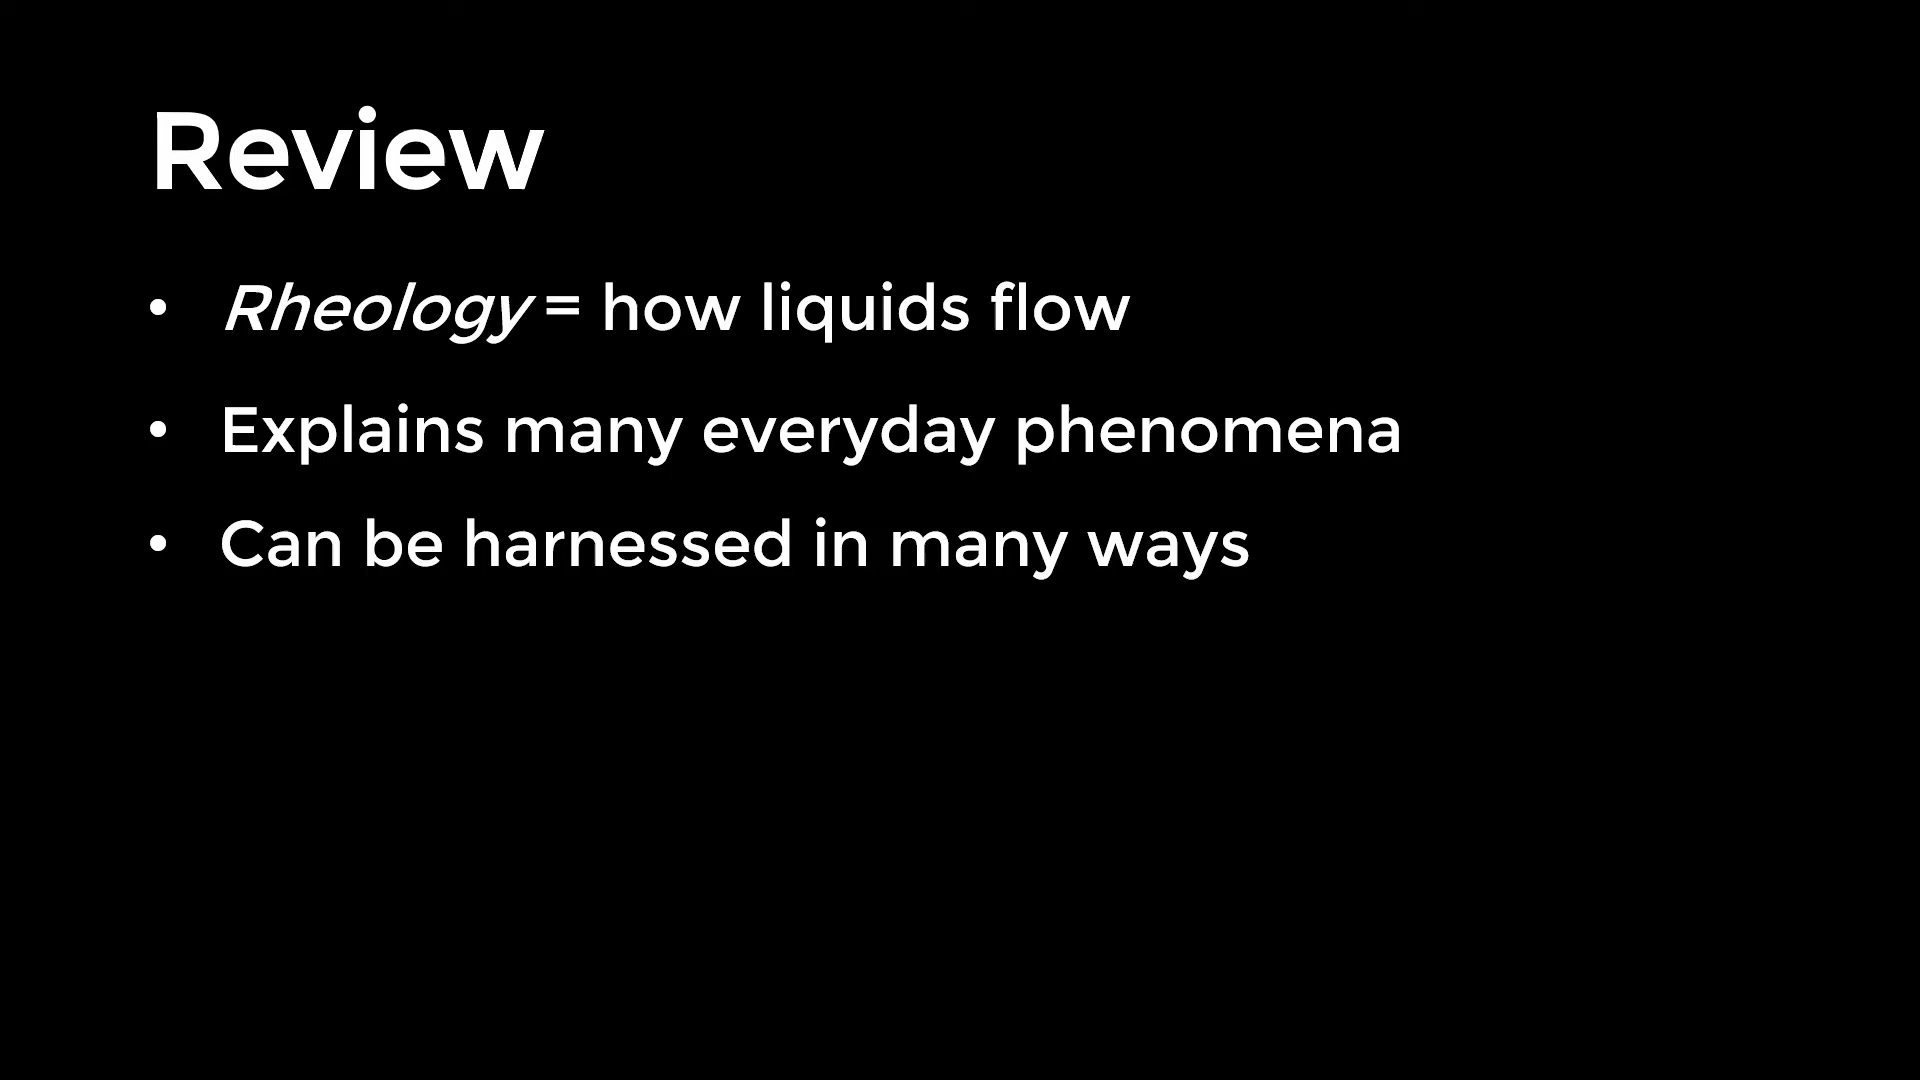 Review
• Rheology = how liquids flow
• Explains many everyday phenomena
• Can be harnessed in many ways